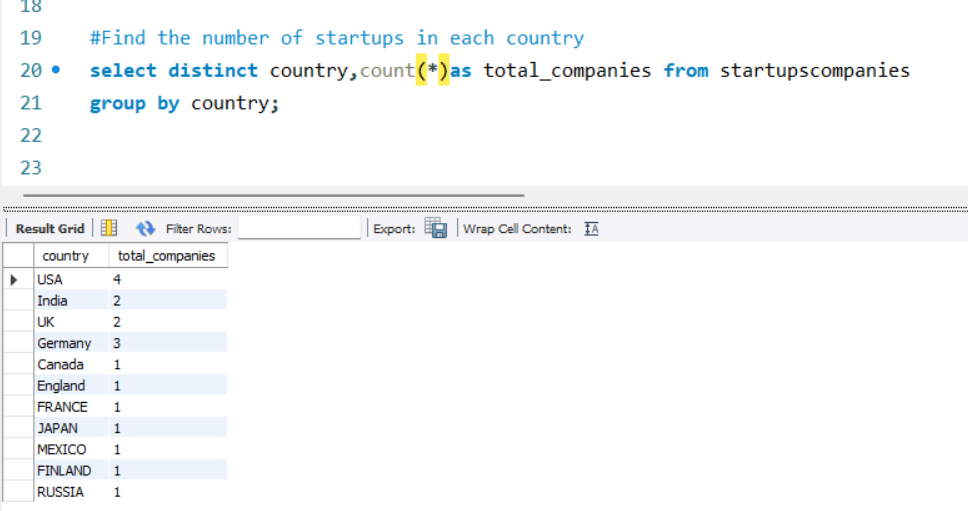 18
19 #Find the number of startups in each country
20 select distinct country,count(*)as total_companies from startupscompanies
21 group by country;
22
23
Result Grid Filter Rows: Export: Wrap Cell Content: IA
country total_companies
USA 4
India 2
UK 2
Germany 3
Canada 1
England 1
FRANCE 1
JAPAN 1
MEXICO 1
FINLAND 1
RUSSIA 1